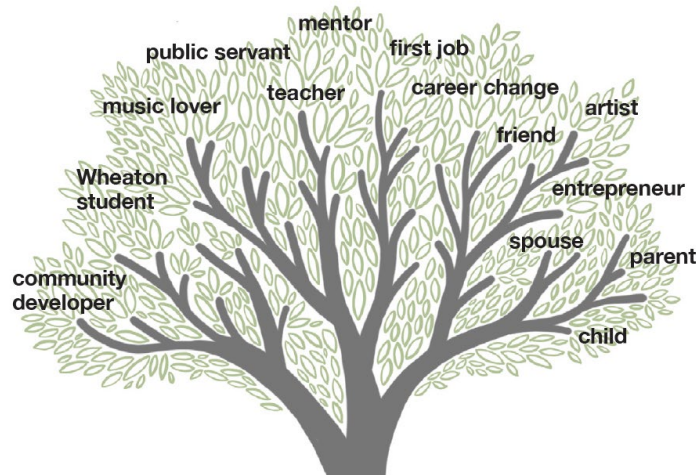 mentor
public servant
first job
teacher
career change
music lover
artist
friend
Wheaton
student
entrepreneur
spouse
parent
community
developer
child